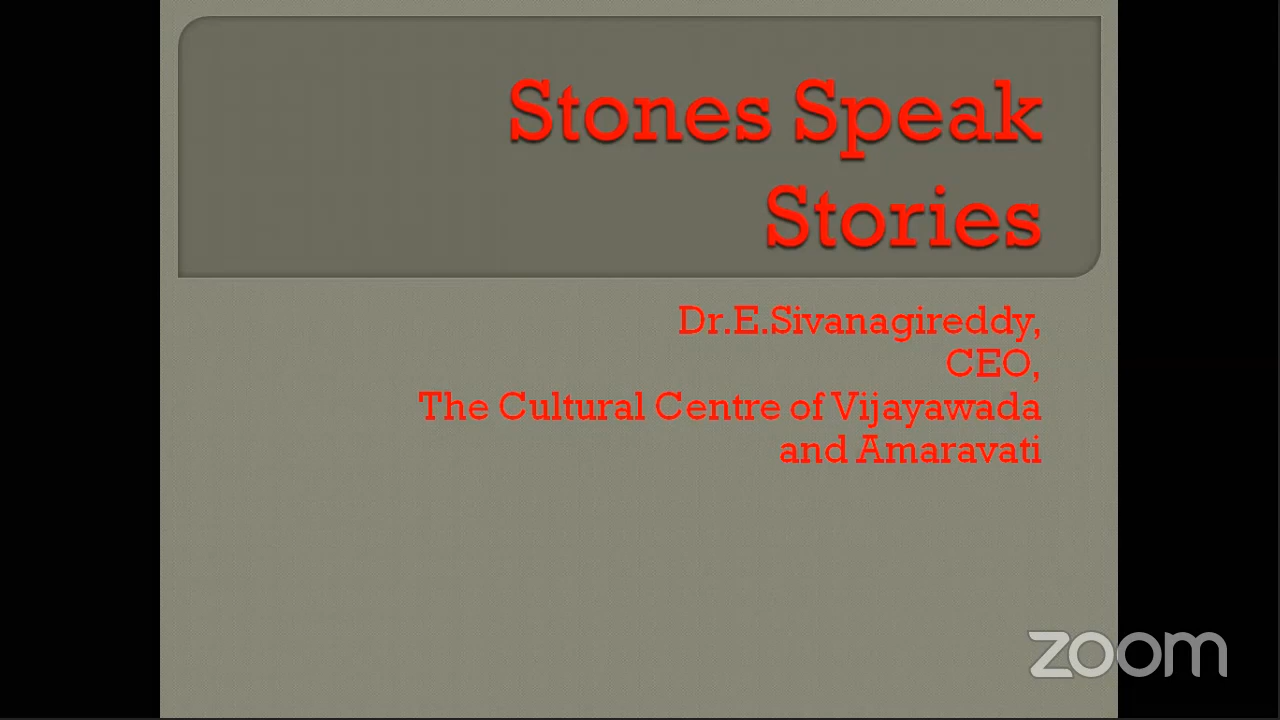 Stones Speak
Stories
Dr.E.Sivanagireddy,
CEO,
The Cultural Centre of Vijayawada
and Amaravati
zoom